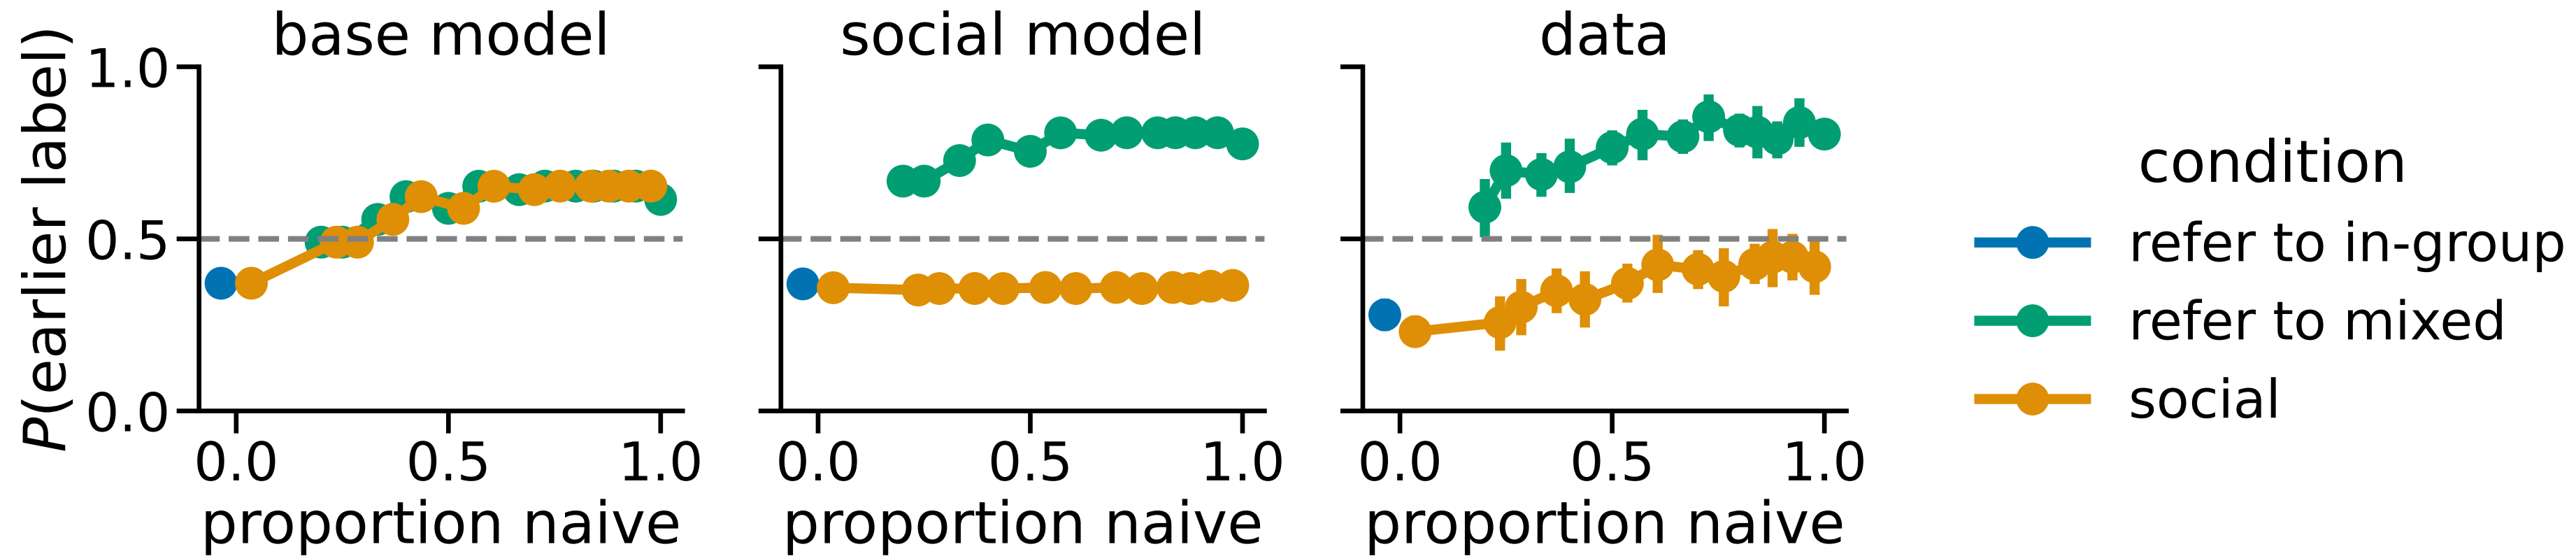 base model
social model
data
P(earlier label)
1.0
0.5
0.0
0.0 0.5 1.0
0.0 0.5 1.0
0.0 0.5 1.0
proportion naive
proportion naive
proportion naive
condition
refer to in-group
refer to mixed
social